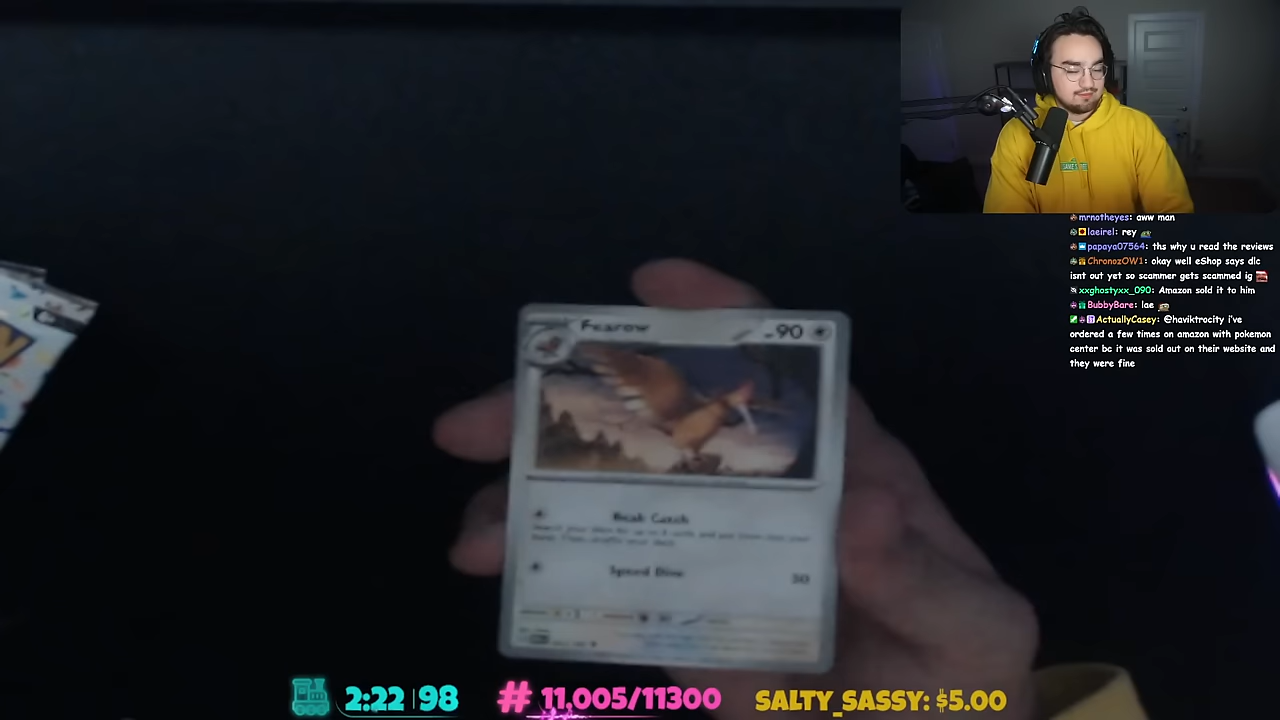 mrnotheyes: aww man
laeirel: rey
papaya07564: ths why u read the reviews
ChronozOW1: okay well eShop says dlc
isnt out yet so scammer gets scammed ig
xxghostyxx_090: Amazon sold it to him
BubbyBare: lae
ActuallyCasey: @haviktrocity i've
ordered a few times on amazon with pokemon
center bc it was sold out on their website and
they were fine
Fearow 90
Beak Catch
Speed Dive 30
2:22|98
# 11,005/11300
SALTY_SASSY: $5.00